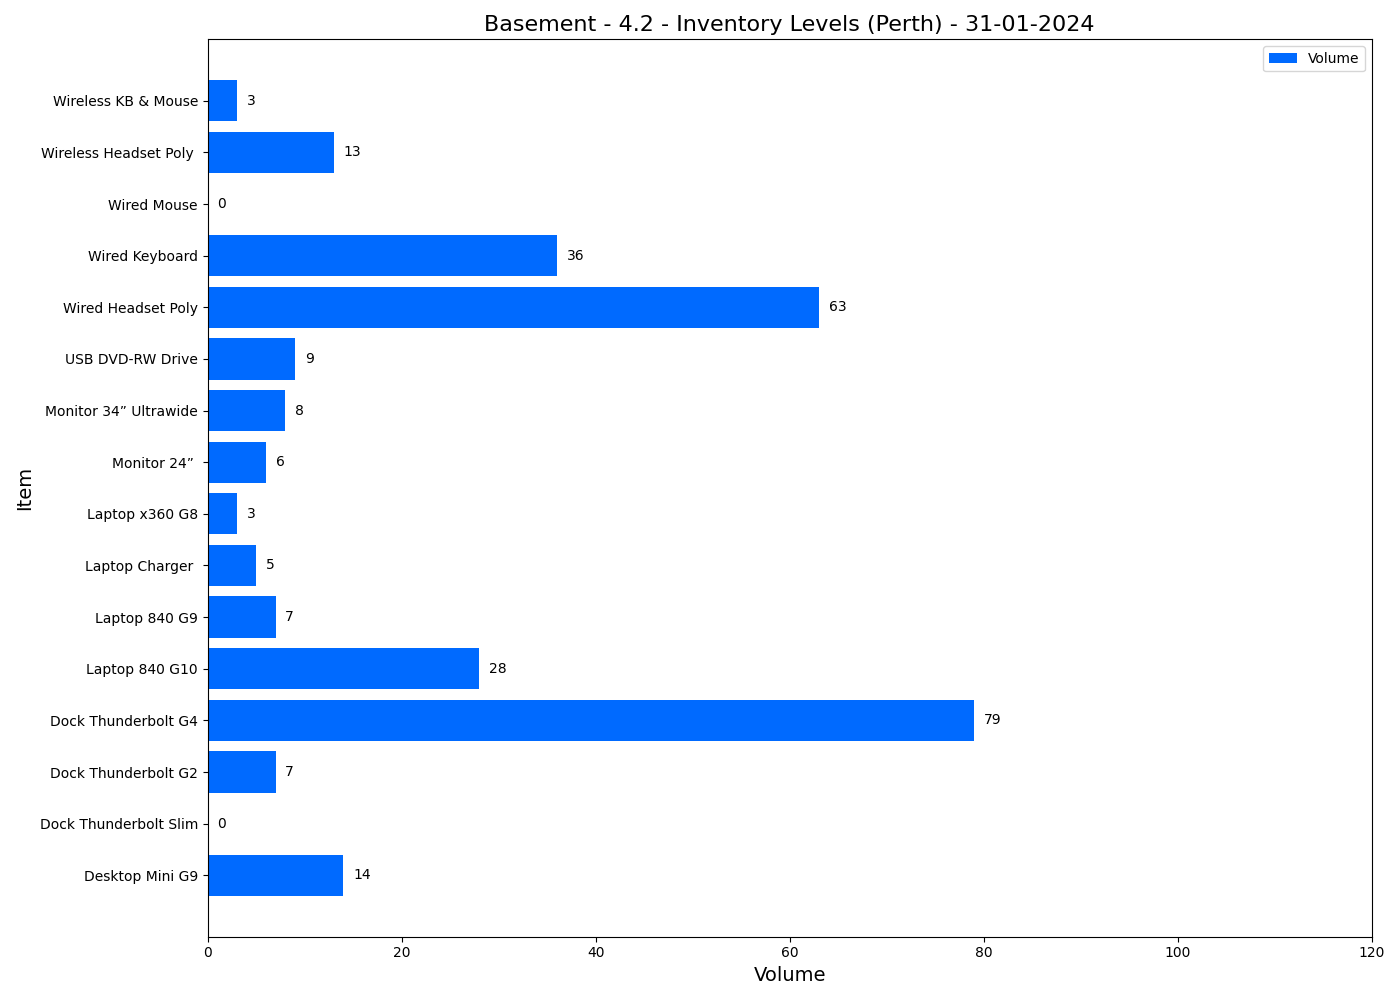 Basement - 4.2 - Inventory Levels (Perth) - 31-01-2024
Volume
Wireless KB & Mouse 3
Wireless Headset Poly 13
Wired Mouse 0
Wired Keyboard 36
Wired Headset Poly 63
USB DVD-RW Drive 9
Monitor 34” Ultrawide 8
Monitor 24” 6
Laptop x360 G8 3
Laptop Charger 5
Laptop 840 G9 7
Laptop 840 G10 28
Dock Thunderbolt G4 79
Dock Thunderbolt G2 7
Dock Thunderbolt Slim 0
Desktop Mini G9 14
Item
0 20 40 60 80 100 120
Volume